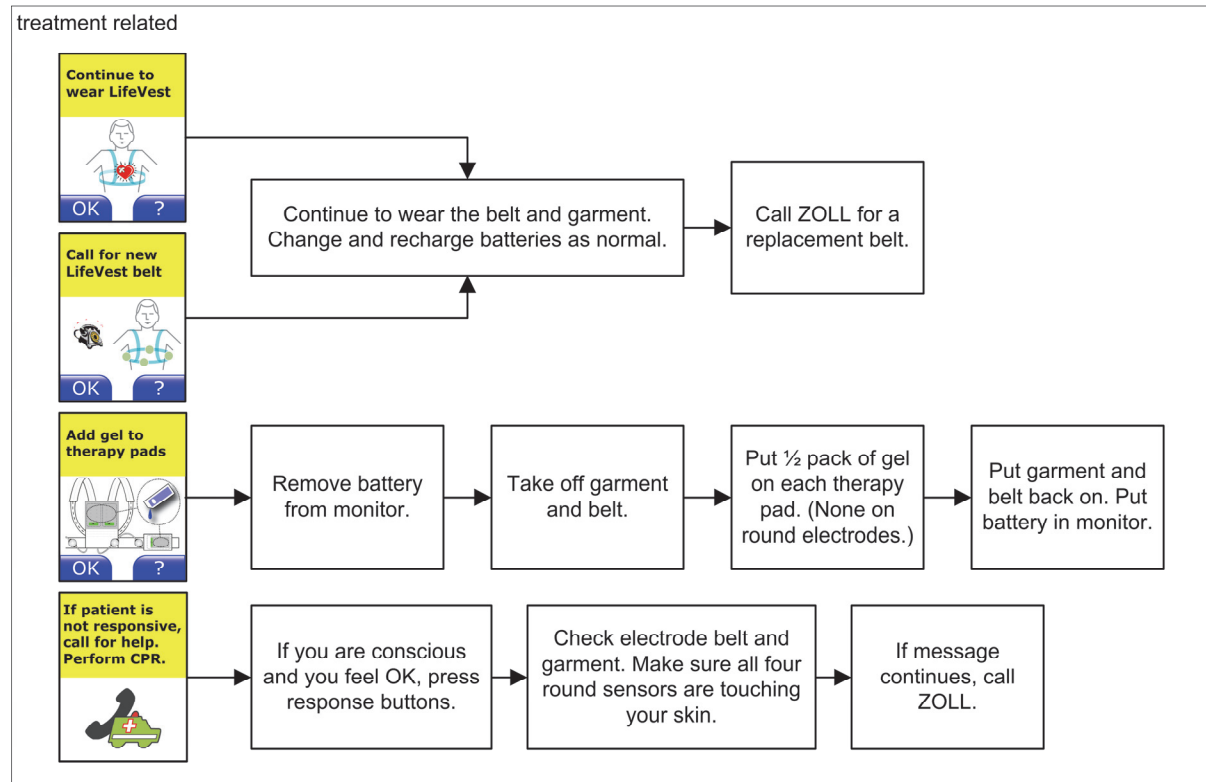 treatment related
Continue to
wear LifeVest
OK
?
Call for new
LifeVest belt
OK
?
Continue to wear the belt and garment.
Change and recharge batteries as normal.
Call ZOLL for a
replacement belt.
Add gel to
therapy pads
OK
?
Remove battery
from monitor.
Take off garment
and belt.
Put ½ pack of gel
on each therapy
pad. (None on
round electrodes.)
Put garment and
belt back on. Put
battery in monitor.
If patient is
not responsive,
call for help.
Perform CPR.
If you are conscious
and you feel OK, press
response buttons.
Check electrode belt and
garment. Make sure all four
round sensors are touching
your skin.
If message
continues, call
ZOLL.